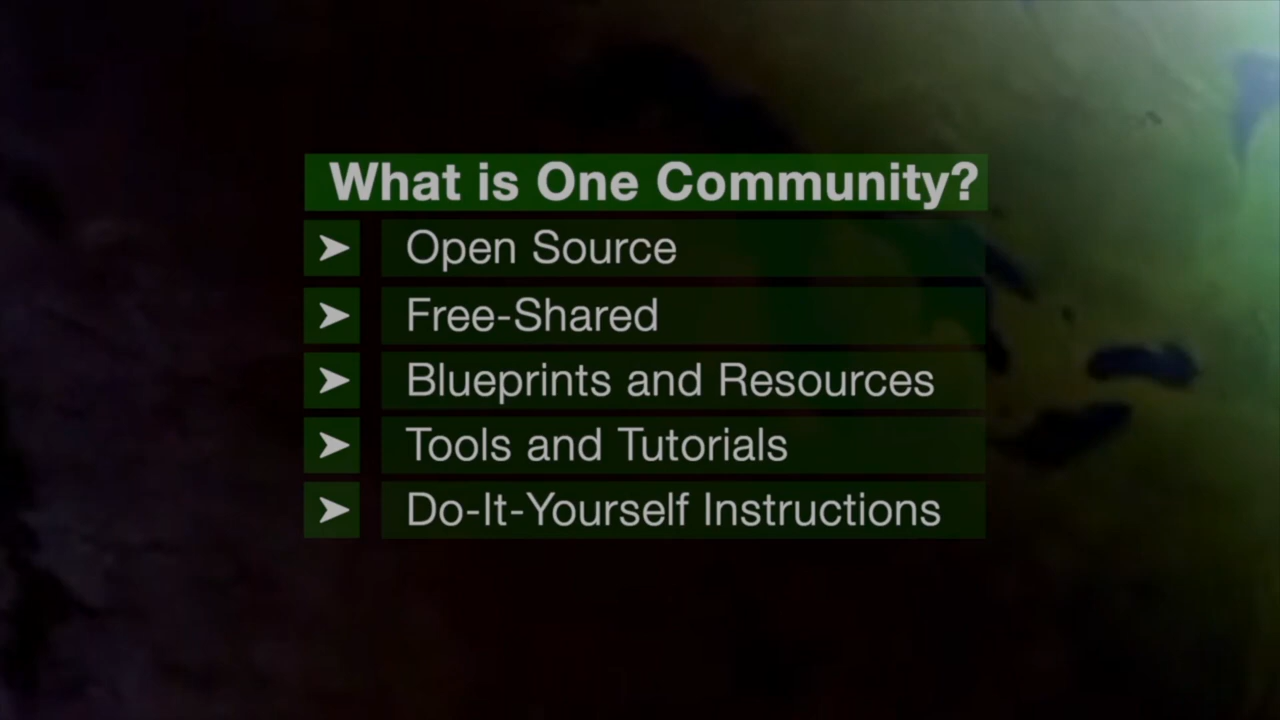 What is One Community?
Open Source
Free-Shared
Blueprints and Resources
Tools and Tutorials
Do-It-Yourself Instructions